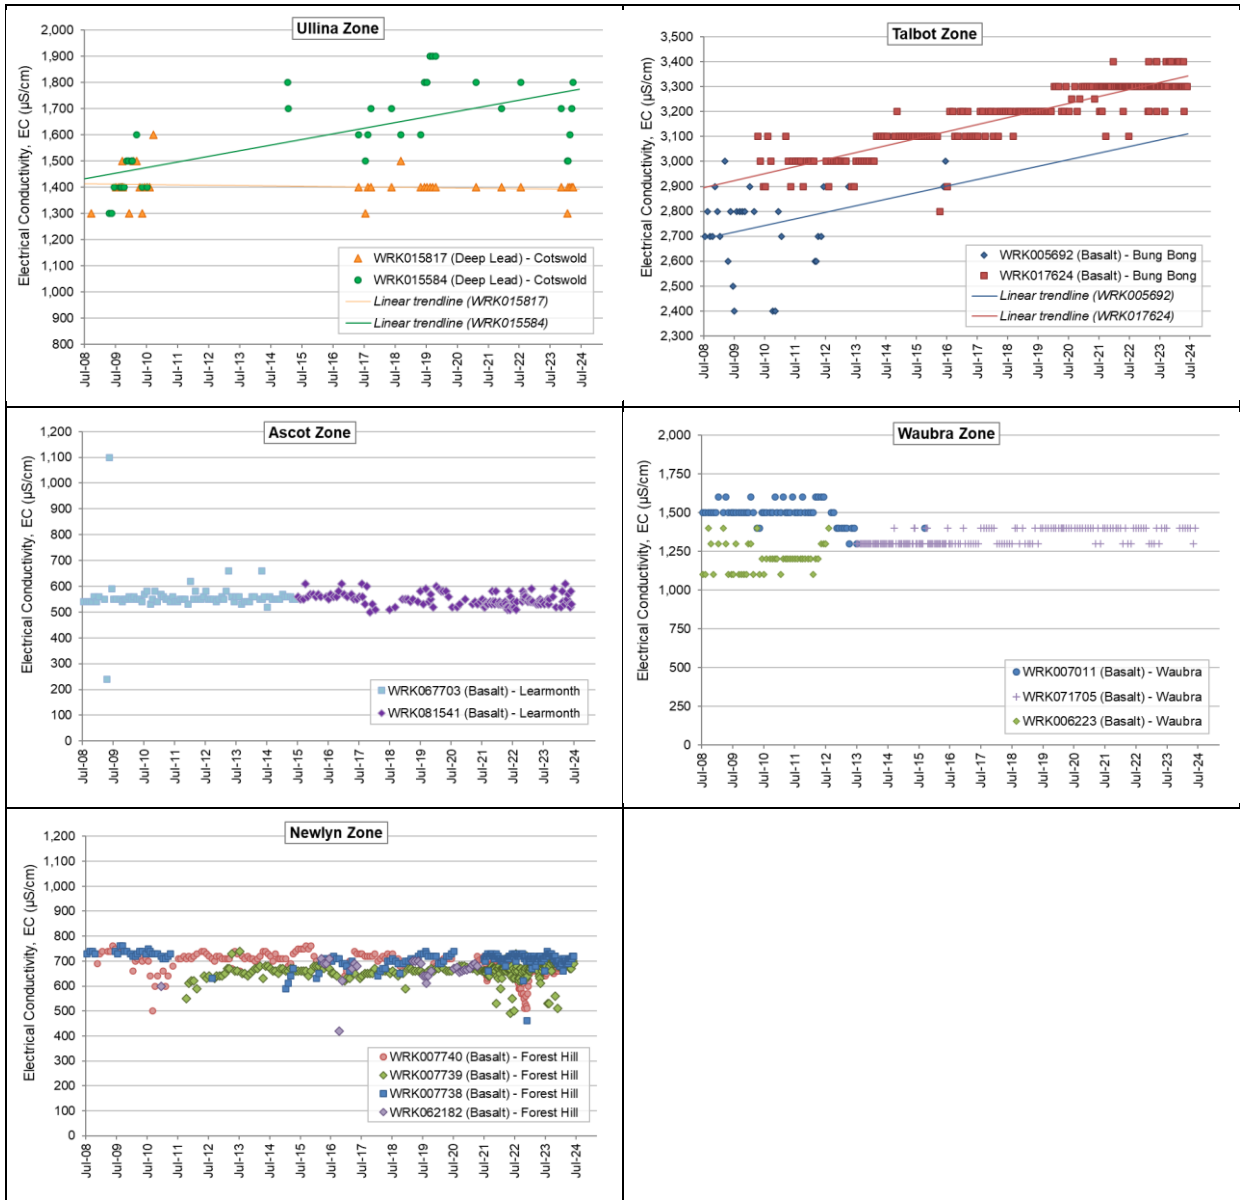 Ullina Zone
Electrical Conductivity, EC (µS/cm)
2,000
1,900
1,800
1,700
1,600
1,500
1,400
1,300
1,200
1,100
1,000
900
800
WRK015817 (Deep Lead) - Cotswold
WRK015584 (Deep Lead) - Cotswold
Linear trendline (WRK015817)
Linear trendline (WRK015584)
Jul-08
Jul-09
Jul-10
Jul-17
Jul-18
Jul-19
Jul-20
Jul-21
Jul-22
Jul-23
Jul-24
Jul-11
Jul-12
Jul-13
Jul-14
Jul-15
Jul-16
Talbot Zone
Electrical Conductivity, EC (µS/cm)
3,500
3,400
3,300
3,200
3,100
3,000
2,900
2,800
2,700
2,600
2,500
2,400
2,300
WRK005692 (Basalt) - Bung Bong
WRK017624 (Basalt) - Bung Bong
Linear trendline (WRK005692)
Linear trendline (WRK017624)
Jul-08
Jul-09
Jul-10
Jul-11
Jul-12
Jul-13
Jul-14
Jul-15
Jul-16
Jul-17
Jul-18
Jul-19
Jul-20
Jul-21
Jul-22
Jul-23
Jul-24
Ascot Zone
Electrical Conductivity, EC (µS/cm)
1,200
1,100
1,000
900
800
700
600
500
400
300
200
100
0
WRK067703 (Basalt) - Learmonth
WRK081541 (Basalt) - Learmonth
Jul-08
Jul-09
Jul-10
Jul-11
Jul-12
Jul-13
Jul-14
Jul-15
Jul-16
Jul-17
Jul-18
Jul-19
Jul-20
Jul-21
Jul-22
Jul-23
Jul-24
Waubra Zone
Electrical Conductivity, EC (µS/cm)
2,000
1,750
1,500
1,250
1,000
750
500
250
0
WRK007011 (Basalt) - Waubra
WRK071705 (Basalt) - Waubra
WRK006223 (Basalt) - Waubra
Jul-08
Jul-09
Jul-10
Jul-11
Jul-12
Jul-13
Jul-14
Jul-15
Jul-16
Jul-17
Jul-18
Jul-19
Jul-20
Jul-21
Jul-22
Jul-23
Jul-24
Newlyn Zone
Electrical Conductivity, EC (µS/cm)
1,200
1,100
1,000
900
800
700
600
500
400
300
200
100
0
WRK007740 (Basalt) - Forest Hill
WRK007739 (Basalt) - Forest Hill
WRK007738 (Basalt) - Forest Hill
WRK062182 (Basalt) - Forest Hill
Jul-08
Jul-09
Jul-10
Jul-11
Jul-12
Jul-13
Jul-14
Jul-15
Jul-16
Jul-17
Jul-18
Jul-19
Jul-20
Jul-21
Jul-22
Jul-23
Jul-24